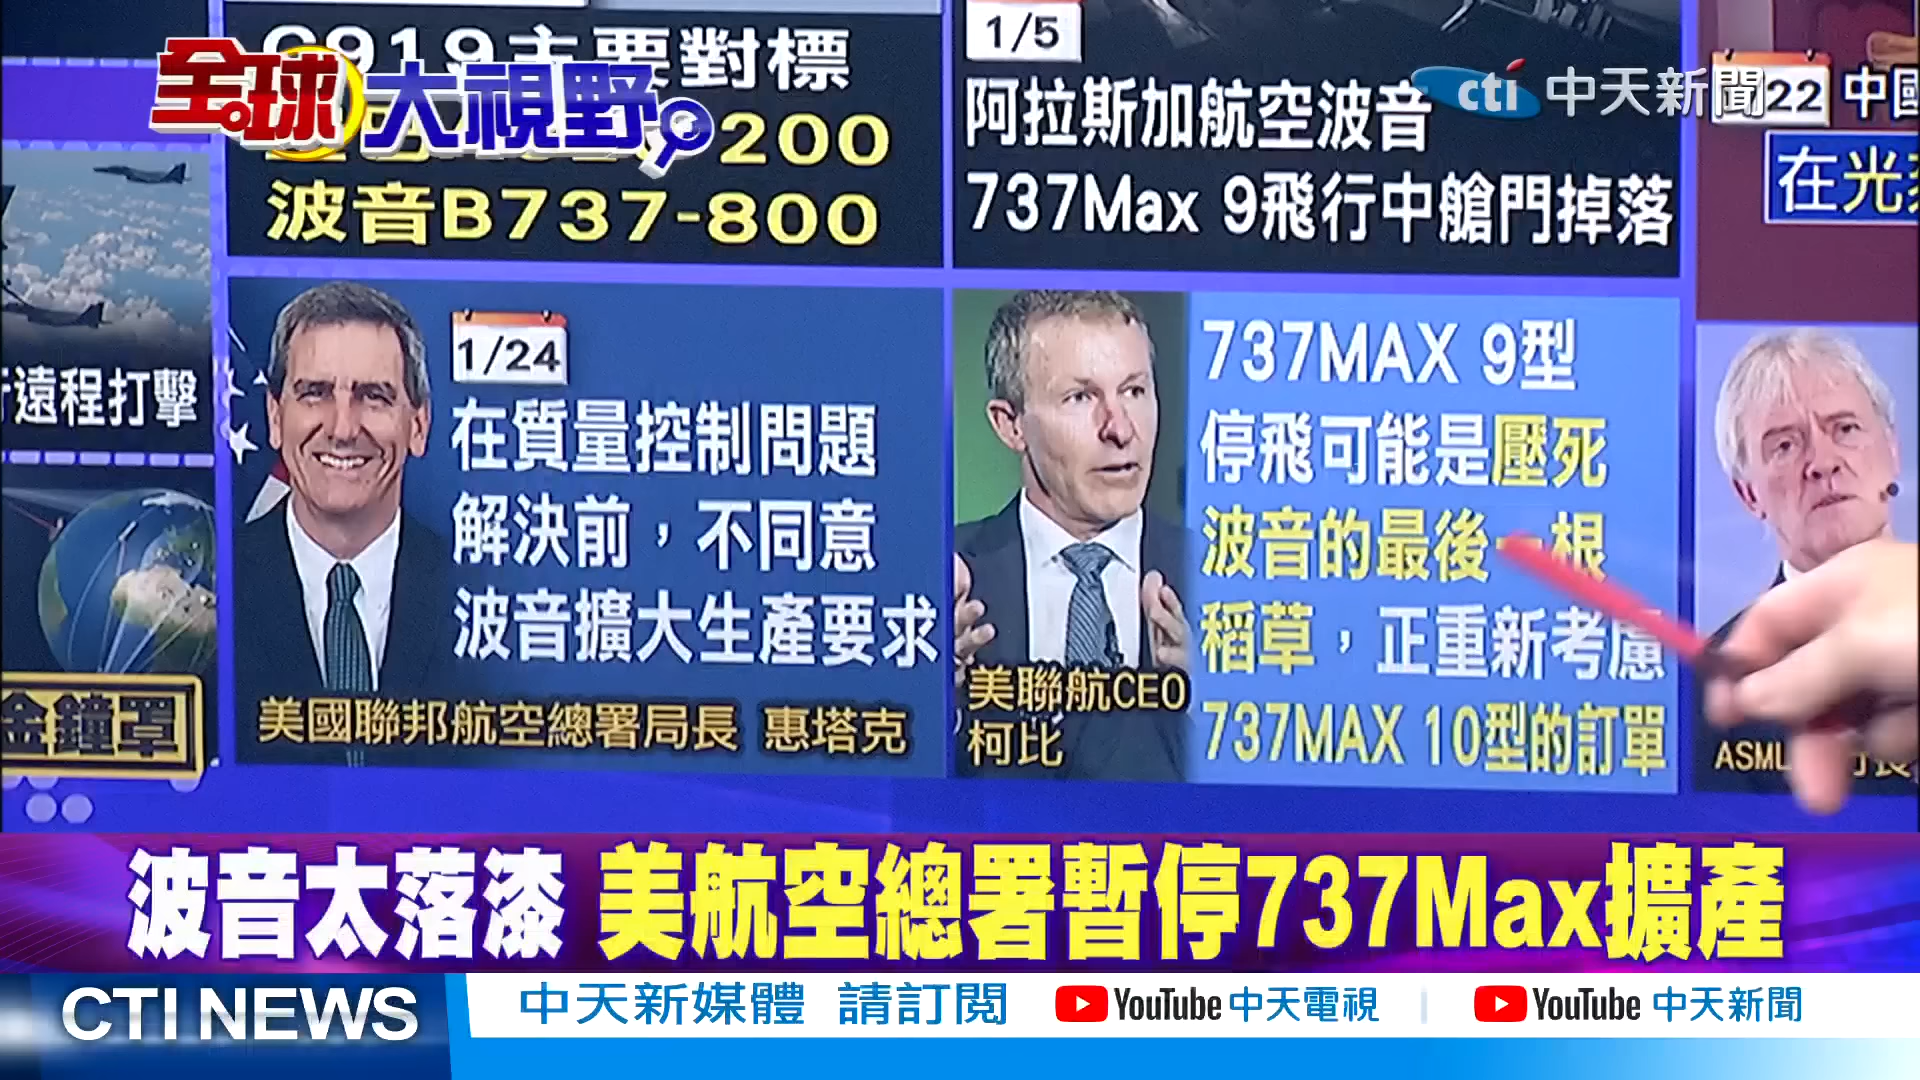 全球大視野
C919主要對標
200
波音B737-800
1/5
阿拉斯加航空波音
737Max 9飛行中艙門掉落
cti 中天新聞
22
中國
在光
遠程打擊
金鐘罩
1/24
在質量控制問題
解決前，不同意
波音擴大生產要求
美國聯邦航空總署局長 惠塔克
美聯航CEO
柯比
737MAX 9型
停飛可能是壓死
波音的最後一根
稻草，正重新考慮
737MAX 10型的訂單
ASML
波音太落漆 美航空總署暫停737Max擴產
CTI NEWS
中天新媒體 請訂閱
YouTube 中天電視
YouTube 中天新聞